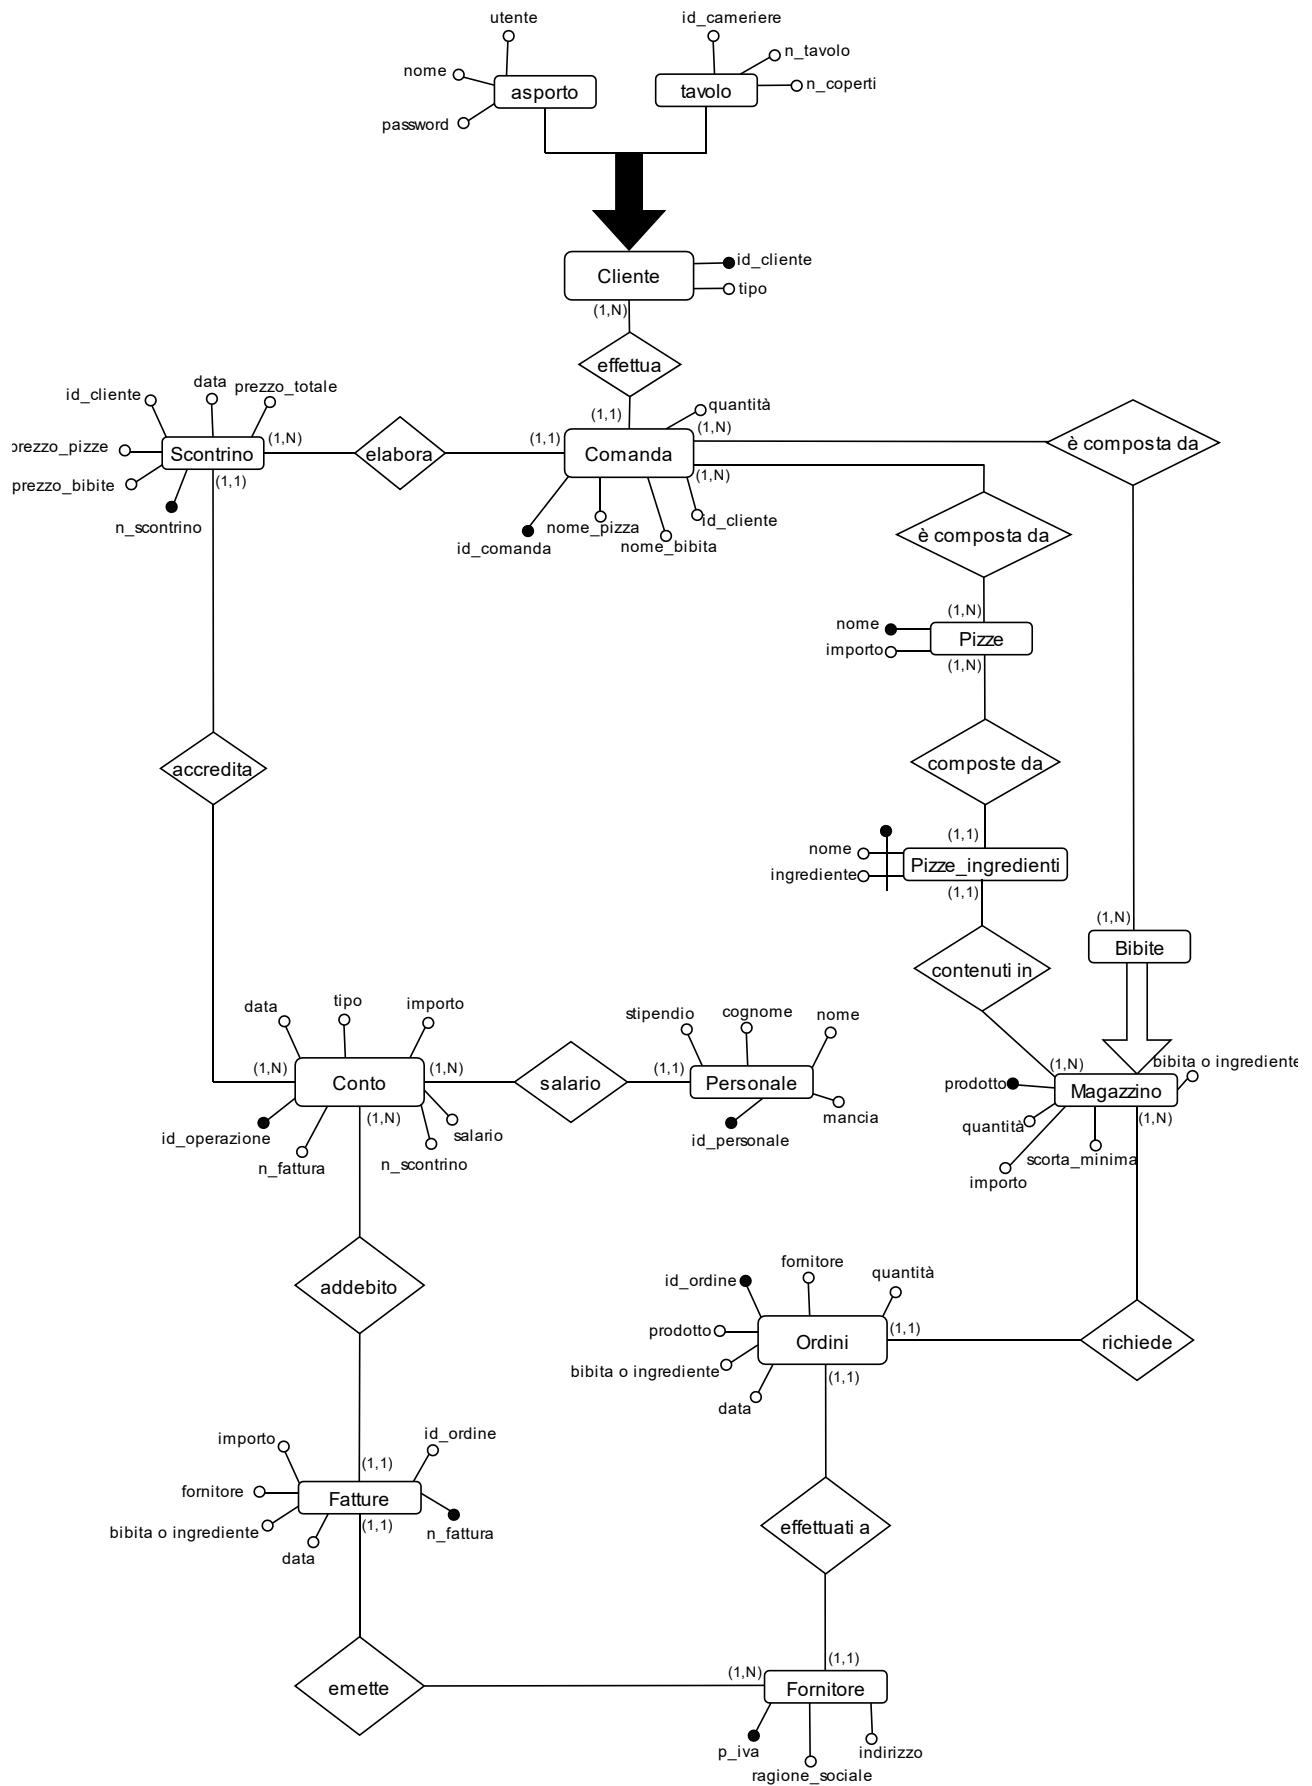 utente
id_cameriere
nome
n_tavolo
asporto
tavolo
n_coperti
password
id_cliente
Cliente
tipo
(1,N)
effettua
data
prezzo_totale
id_cliente
(1,1)
quantità
(1,N)
(1,N)
(1,1)
prezzo_pizze
Scontrino
elabora
Comanda
è composta da
(1,1)
(1,N)
prezzo_bibite
n_scontrino
nome_pizza
id_cliente
id_comanda
nome_bibita
è composta da
(1,N)
nome
Pizze
importo
(1,N)
composte da
accredita
(1,1)
nome
Pizze_ingredienti
ingrediente
(1,1)
(1,N)
Bibite
contenuti in
data
tipo
importo
stipendio
cognome
nome
(1,N)
(1,N)
(1,1)
(1,N)
bibita o ingrediente
Conto
salario
Personale
prodotto
Magazzino
(1,N)
(1,N)
id_operazione
salario
mancia
quantità
id_personale
n_fattura
n_scontrino
scorta_minima
importo
addebito
fornitore
id_ordine
quantità
prodotto
Ordini
(1,1)
richiede
bibita o ingrediente
(1,1)
data
importo
id_ordine
(1,1)
fornitore
Fatture
bibita o ingrediente
(1,1)
n_fattura
data
effettuati a
emette
(1,N)
(1,1)
Fornitore
p_iva
indirizzo
ragione_sociale